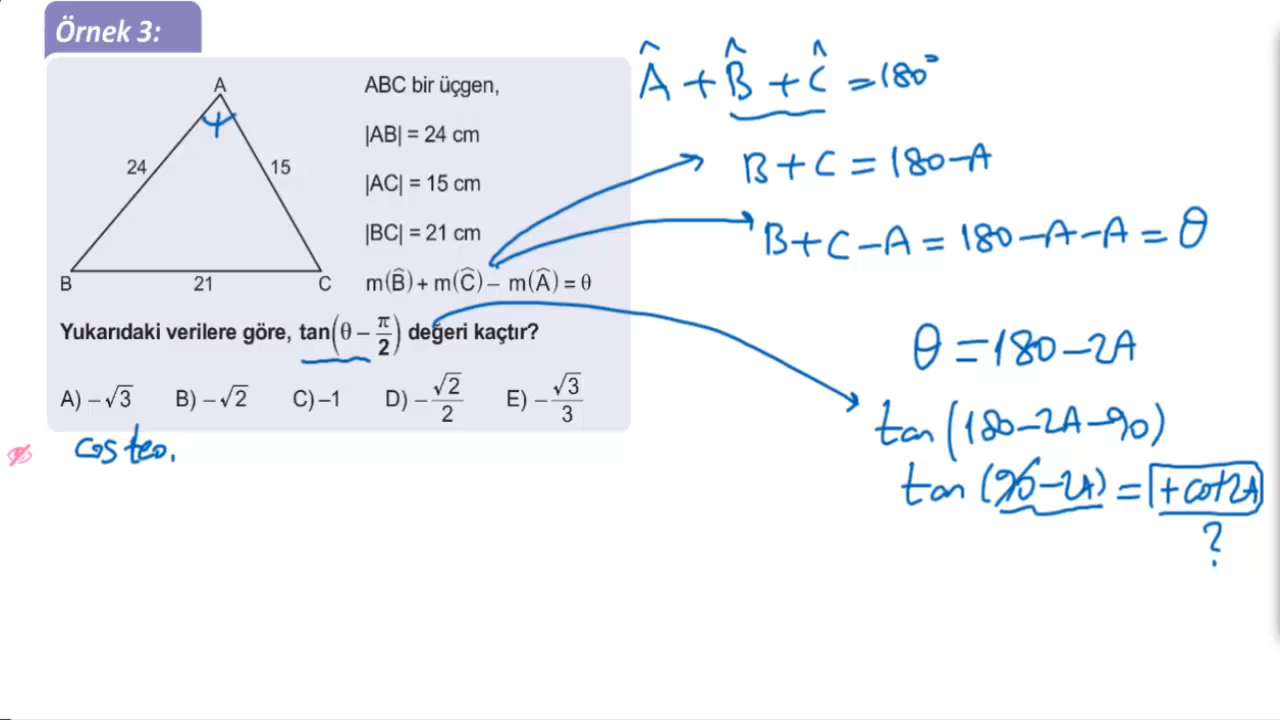 Örnek 3:
A
24
15
B
21
C
ABC bir üçgen,
|AB| = 24 cm
|AC| = 15 cm
|BC| = 21 cm
m(B̂) + m(Ĉ) − m(Â) = θ
Yukarıdaki verilere göre, tan(θ − π/2) değeri kaçtır?
A) −√3 B) −√2 C) −1 D) −√2/2 E) −√3/3
cos teo.
Â + B̂ + Ĉ = 180°
B + C = 180 − A
B + C − A = 180 − A − A = θ
θ = 180 − 2A
tan (180 − 2A − 90)
tan (90 − 2A) = + cot2A
?